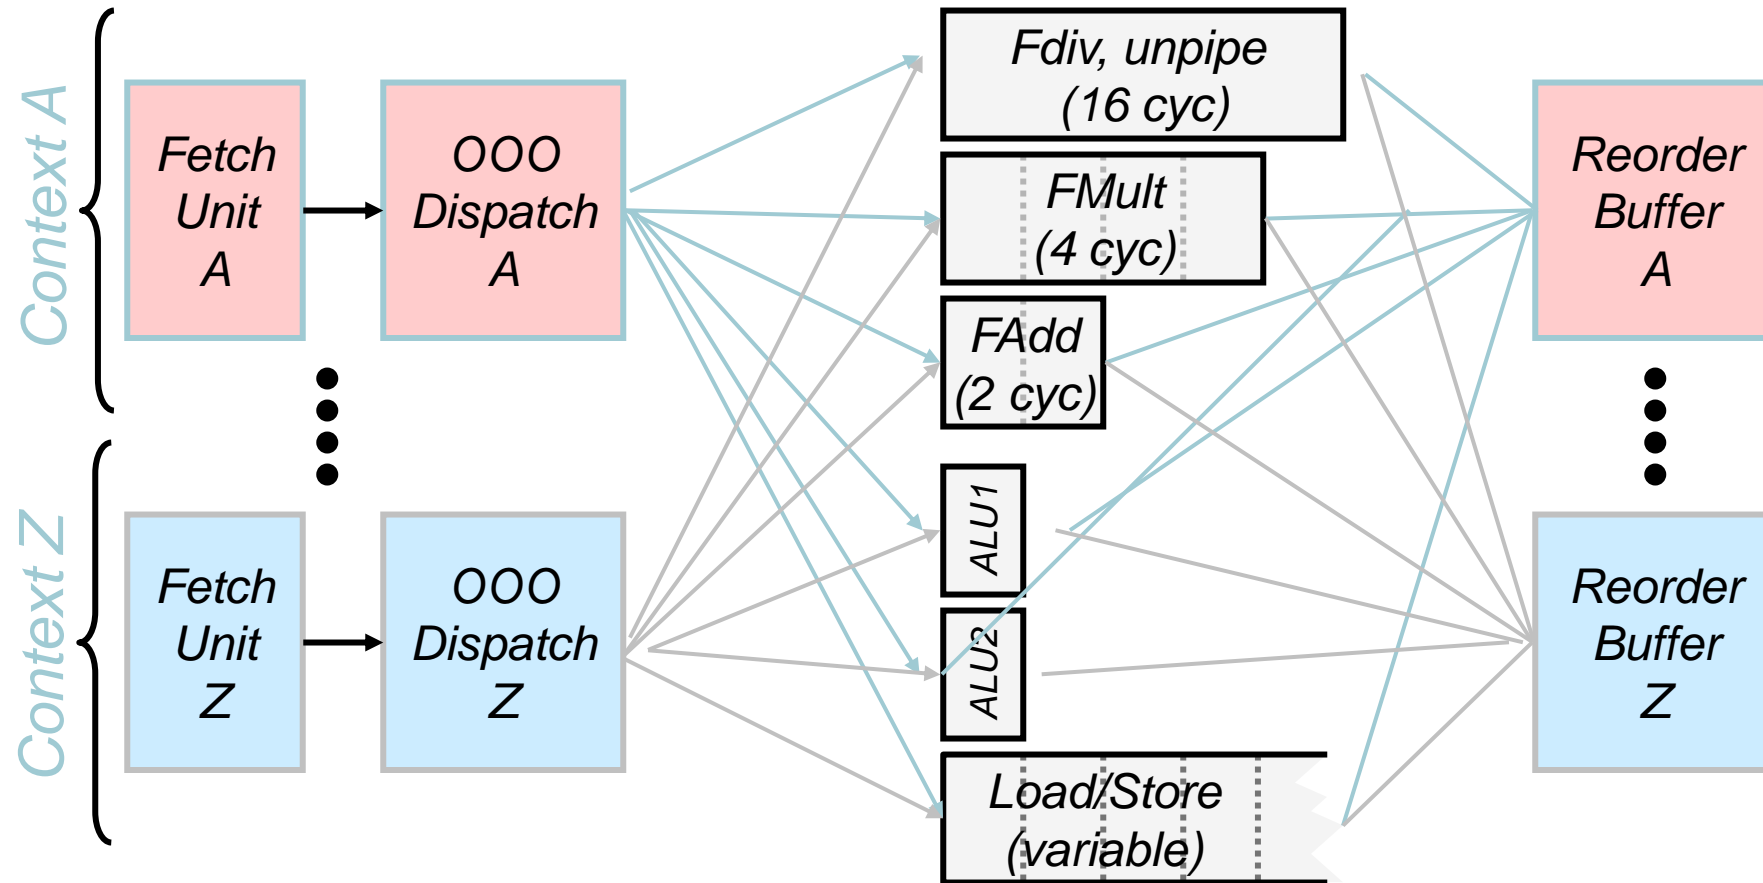 Context A
Fetch
Unit
A
OOO
Dispatch
A
Fdiv, unpipe
(16 cyc)
FMult
(4 cyc)
FAdd
(2 cyc)
Reorder
Buffer
A
Context Z
Fetch
Unit
Z
OOO
Dispatch
Z
ALU1
ALU2
Load/Store
(variable)
Reorder
Buffer
Z